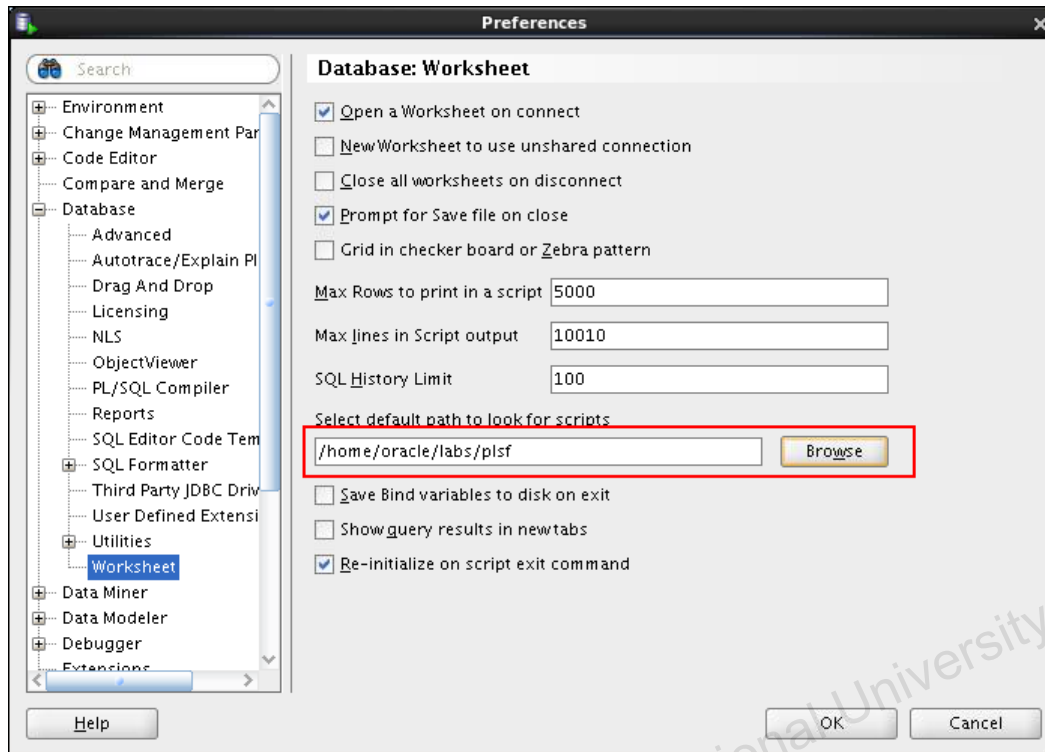 Preferences
Search
Environment
Change Management Par
Code Editor
Compare and Merge
Database
Advanced
Autotrace/Explain Pl
Drag And Drop
Licensing
NLS
ObjectViewer
PL/SQL Compiler
Reports
SQL Editor Code Tem
SQL Formatter
Third Party JDBC Driv
User Defined Extensi
Utilities
Worksheet
Data Miner
Data Modeler
Debugger
Extensions
Database: Worksheet
Open a Worksheet on connect
New Worksheet to use unshared connection
Close all worksheets on disconnect
Prompt for Save file on close
Grid in checker board or Zebra pattern
Max Rows to print in a script 5000
Max lines in Script output 10010
SQL History Limit 100
Select default path to look for scripts
/home/oracle/labs/plsf Browse
Save Bind variables to disk on exit
Show query results in new tabs
Re-initialize on script exit command
Help OK Cancel
University